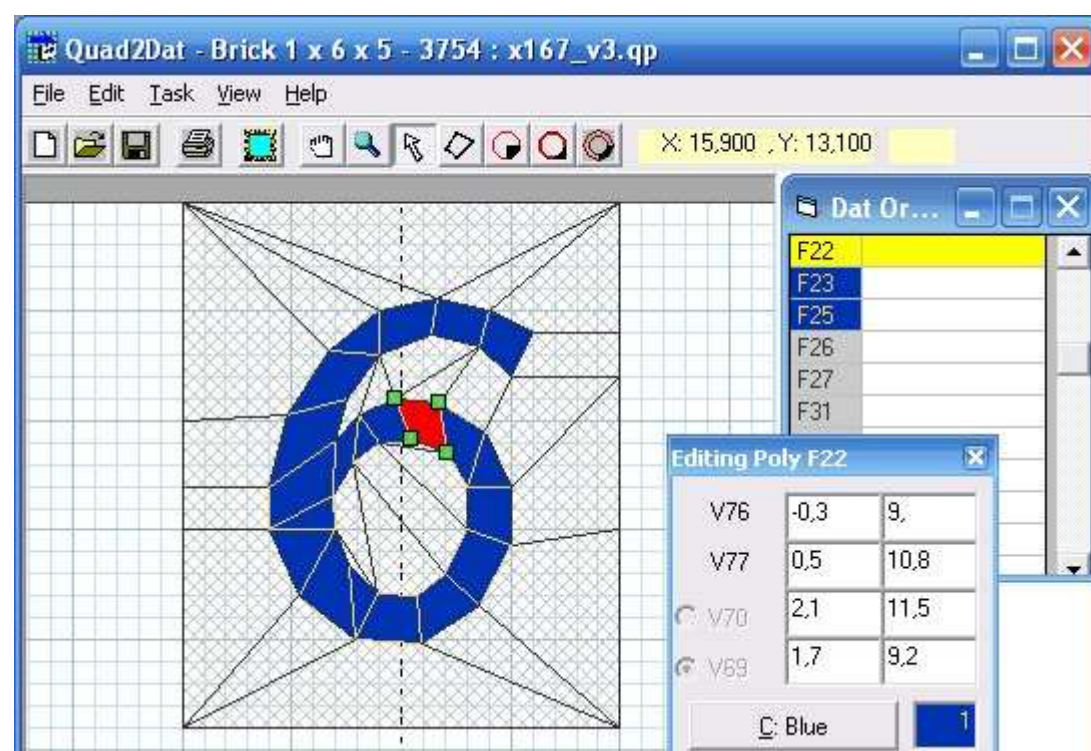 Quad2Dat - Brick 1 x 6 x 5 - 3754 : x167_v3.qp
File Edit Task View Help
X: 15,900 , Y: 13,100
Dat Or...
F22
F23
F25
F26
F27
F31
Editing Poly F22
V76 -0,3 9,
V77 0,5 10,8
V70 2,1 11,5
V69 1,7 9,2
C: Blue 1